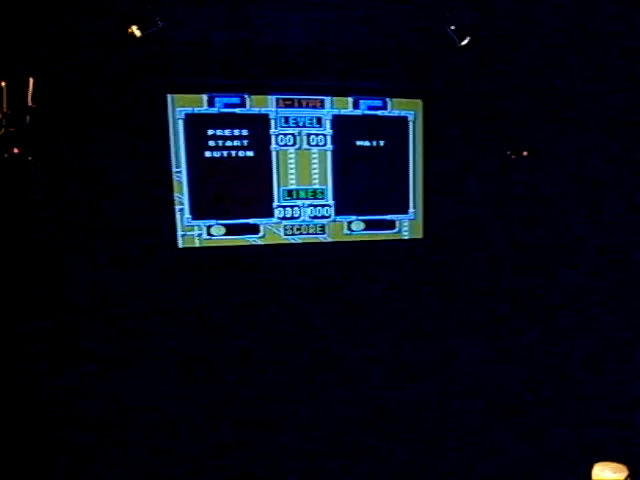 A-TYPE
LEVEL
00 00
PRESS
START
BUTTON
WAIT
LINES
000 000
SCORE